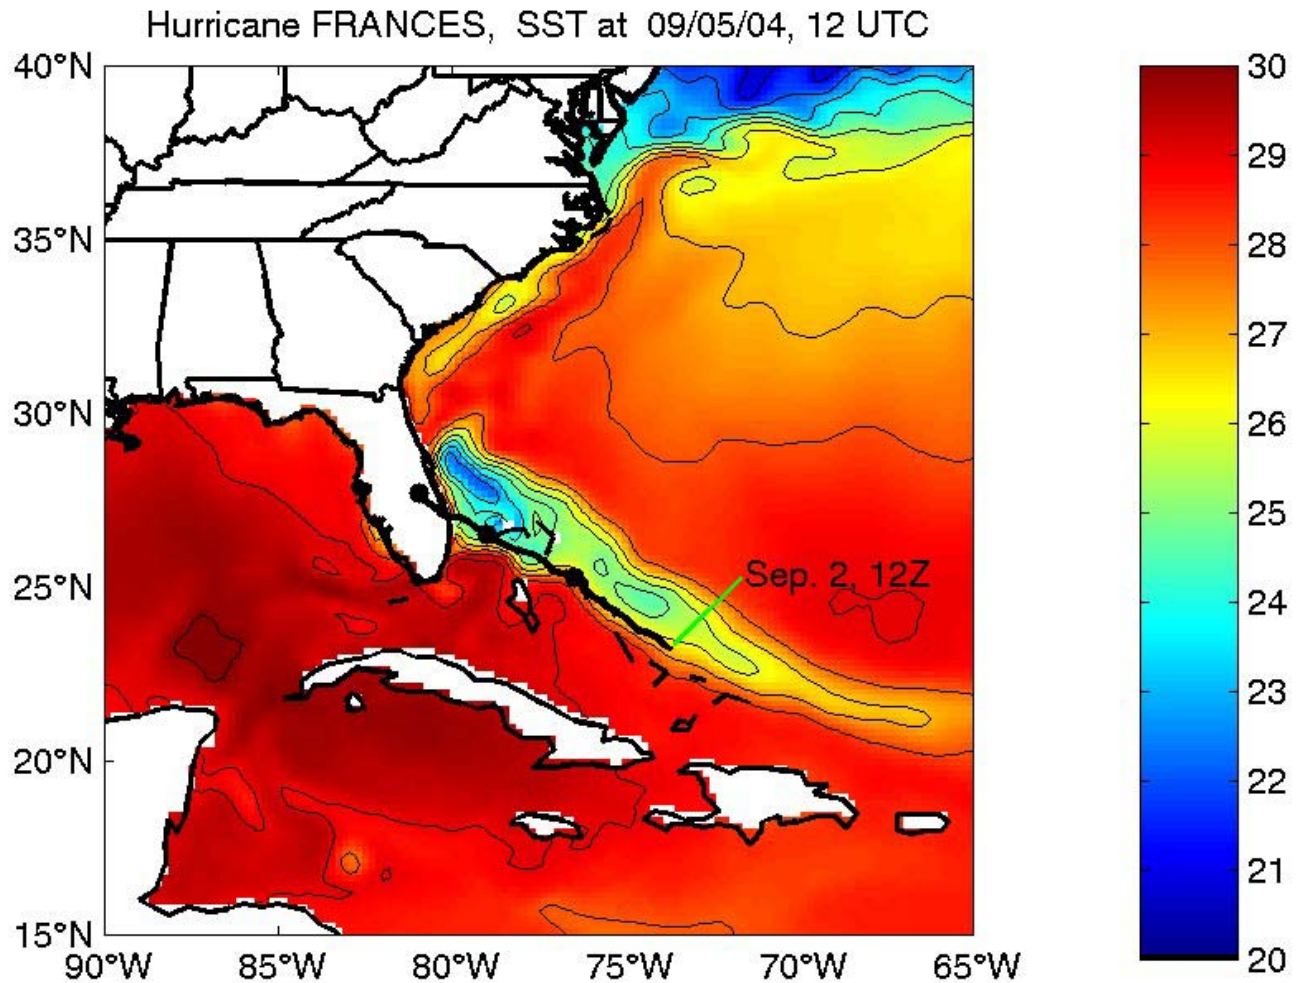 Hurricane FRANCES, SST at 09/05/04, 12 UTC
40°N
35°N
30°N
25°N
20°N
15°N
90°W
85°W
80°W
75°W
70°W
65°W
Sep. 2, 12Z
30
29
28
27
26
25
24
23
22
21
20